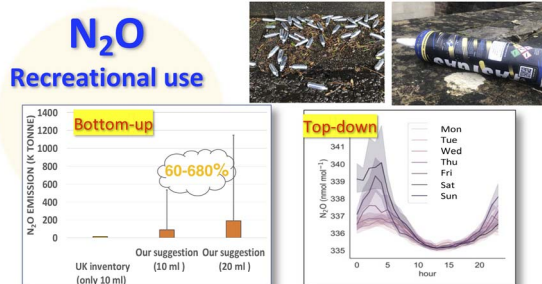 N₂O
Recreational use
Bottom-up
N₂O EMISSION (K TONNE)
1400
1200
1000
800
600
400
200
0
60-680%
UK inventory
(only 10 ml)
Our suggestion
(10 ml )
Our suggestion
(20 ml )
Top-down
N₂O (nmol mol⁻¹)
341
340
339
338
337
336
335
0
5
10
15
20
hour
Mon
Tue
Wed
Thu
Fri
Sat
Sun